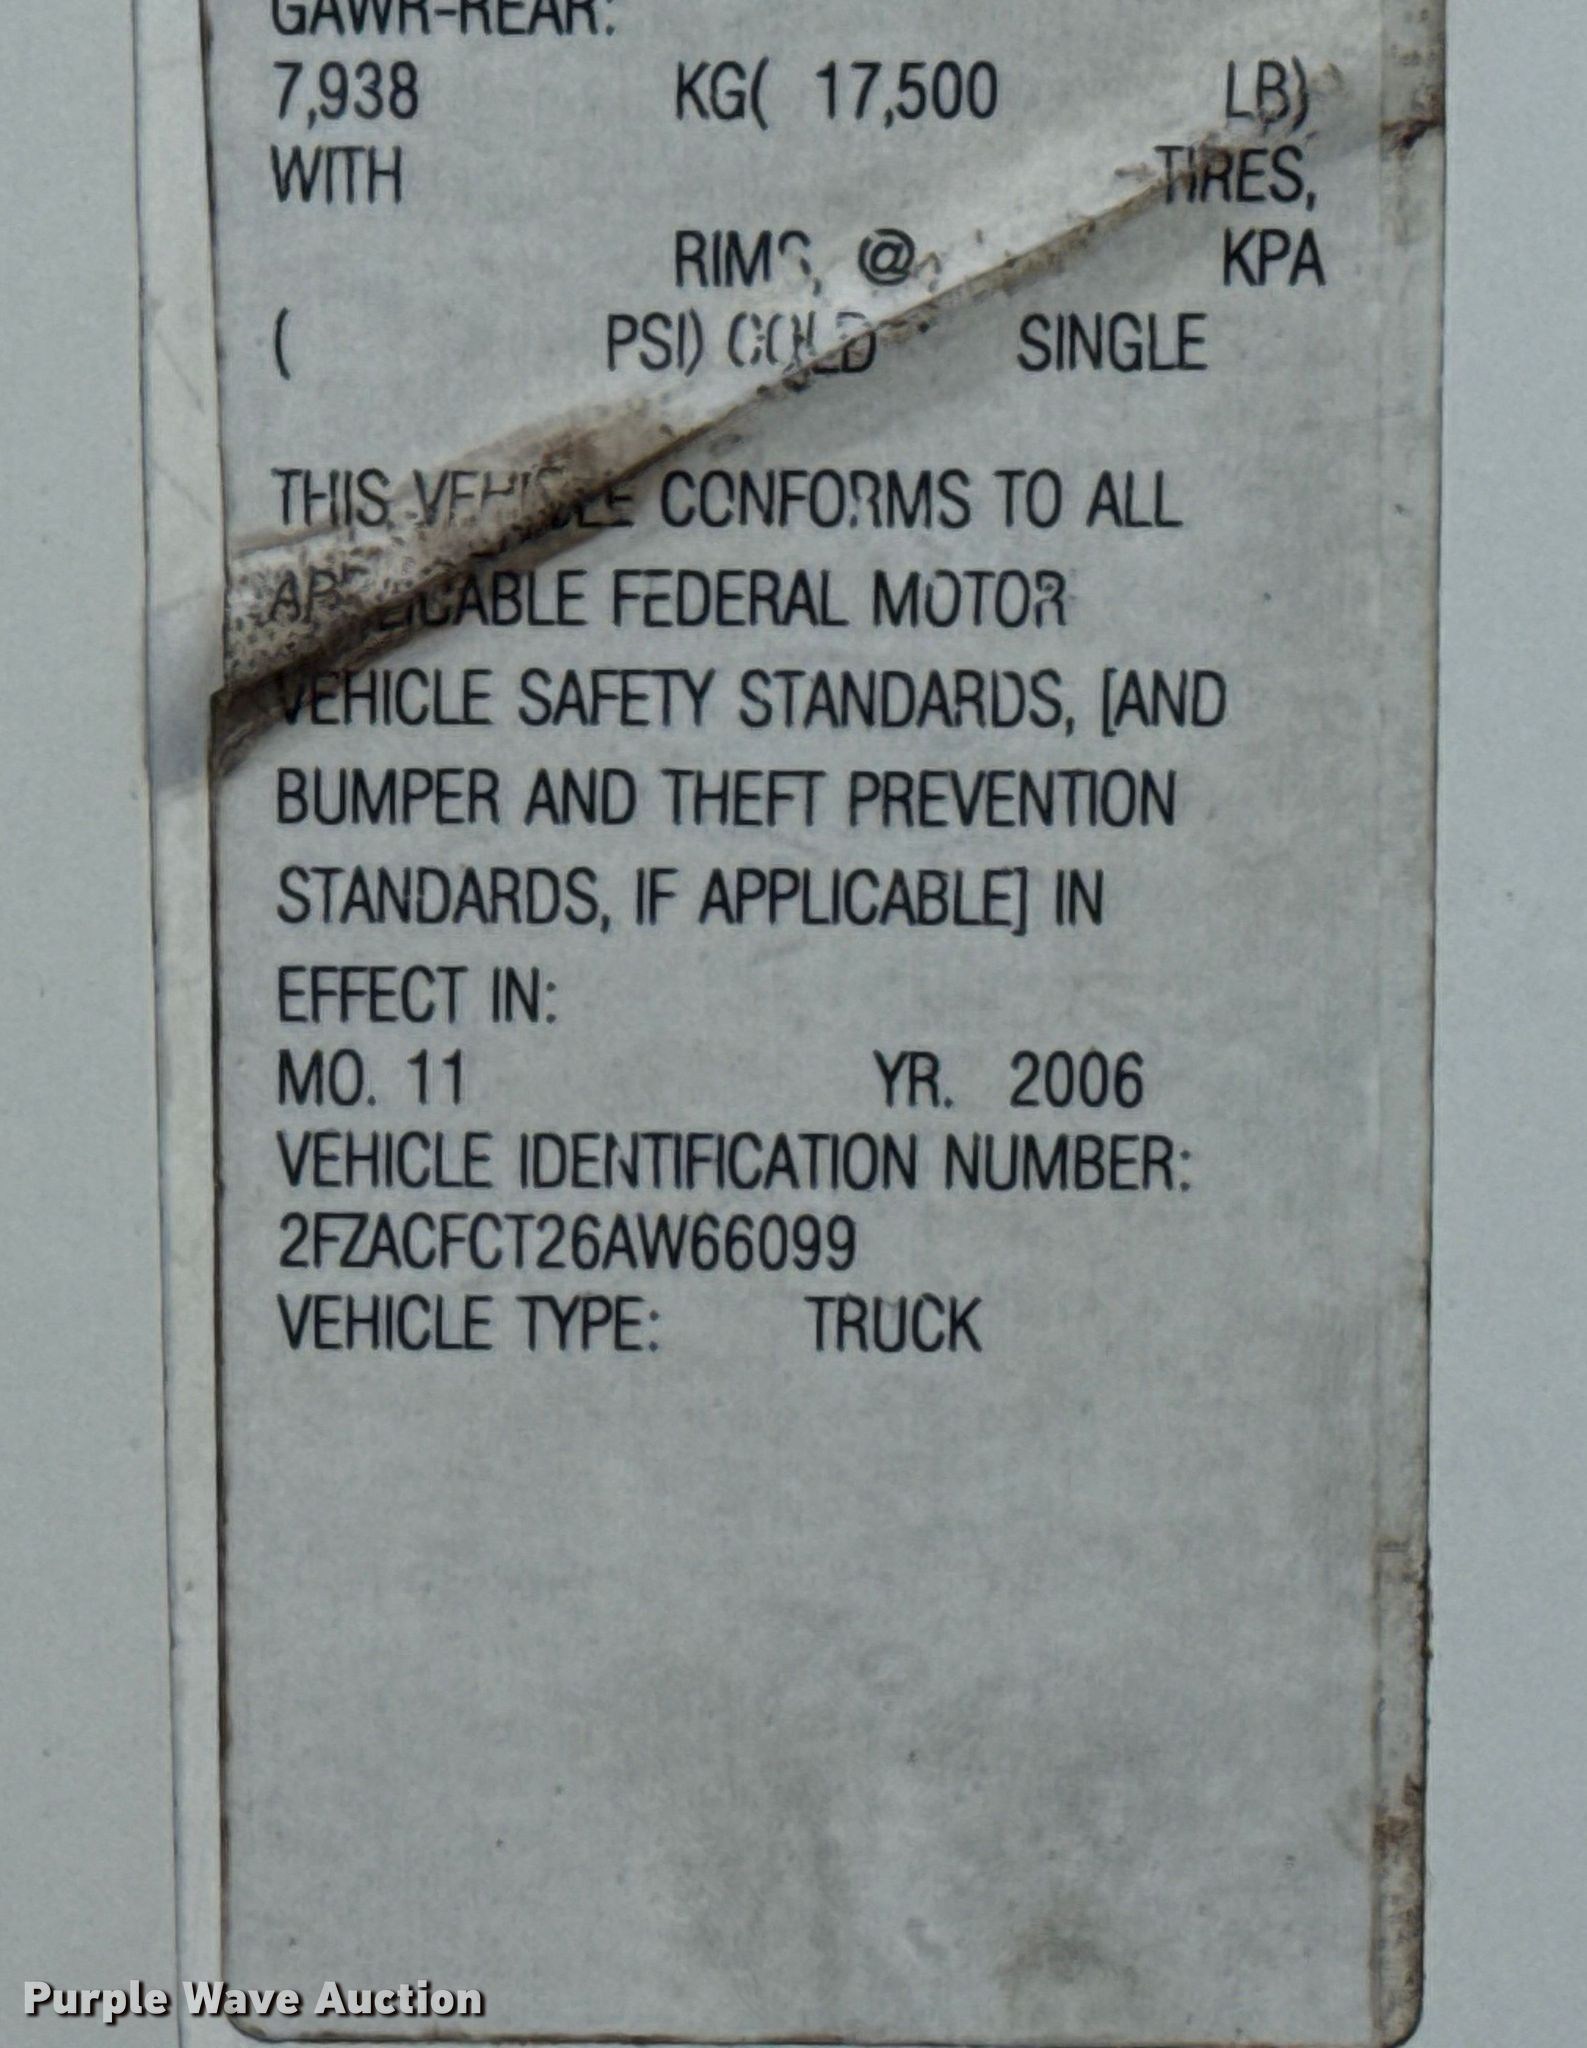 GAWR-REAR:
7,938 KG( 17,500 LB)
WITH TIRES,
RIMS, @ KPA
( PSI) COLD SINGLE
THIS VEHICLE CONFORMS TO ALL
APPLICABLE FEDERAL MOTOR
VEHICLE SAFETY STANDARDS, [AND
BUMPER AND THEFT PREVENTION
STANDARDS, IF APPLICABLE] IN
EFFECT IN:
MO. 11 YR. 2006
VEHICLE IDENTIFICATION NUMBER:
2FZACFCT26AW66099
VEHICLE TYPE: TRUCK
Purple Wave Auction